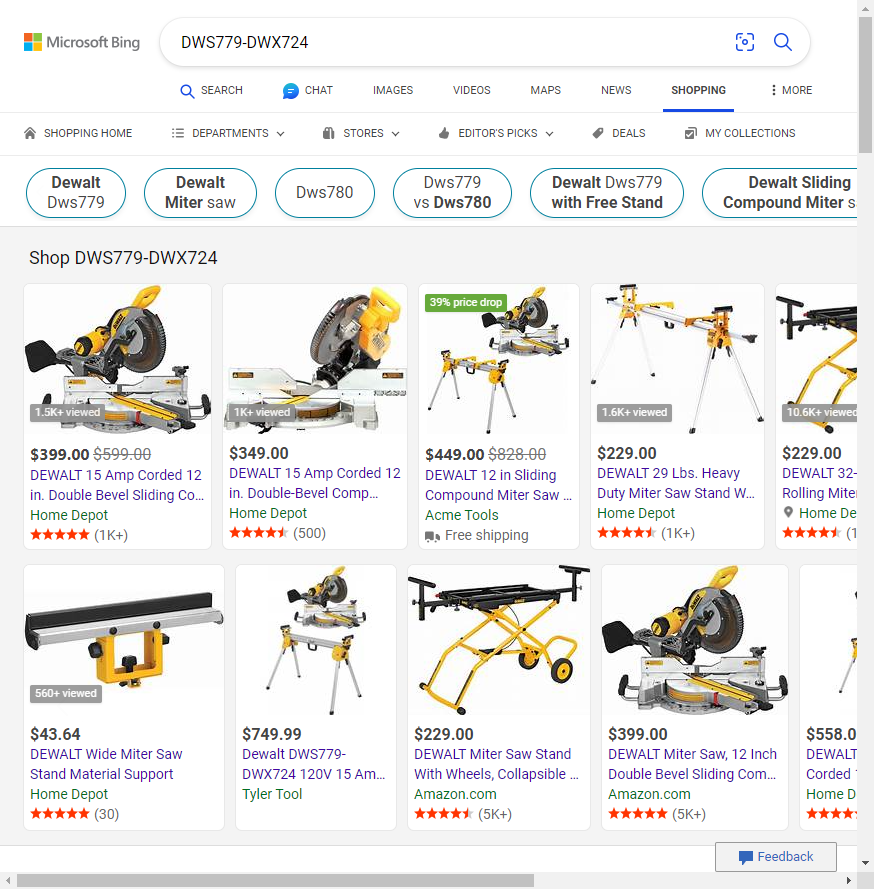 Microsoft Bing
DWS779-DWX724
SEARCH
CHAT
IMAGES
VIDEOS
MAPS
NEWS
SHOPPING
MORE
SHOPPING HOME
DEPARTMENTS
STORES
EDITOR'S PICKS
DEALS
MY COLLECTIONS
Dewalt
Dws779
Dewalt
Miter saw
Dws780
Dws779
vs Dws780
Dewalt Dws779
with Free Stand
Dewalt Sliding
Compound Miter s
Shop DWS779-DWX724
1.5K+ viewed
$399.00 $599.00
DEWALT 15 Amp Corded 12
in. Double Bevel Sliding Co...
Home Depot
(1K+)
1K+ viewed
$349.00
DEWALT 15 Amp Corded 12
in. Double-Bevel Comp...
Home Depot
(500)
39% price drop
$449.00 $828.00
DEWALT 12 in Sliding
Compound Miter Saw ...
Acme Tools
Free shipping
1.6K+ viewed
$229.00
DEWALT 29 Lbs. Heavy
Duty Miter Saw Stand W...
Home Depot
(1K+)
10.6K+ viewed
$229.00
DEWALT 32-
Rolling Miter
Home De
(1
560+ viewed
$43.64
DEWALT Wide Miter Saw
Stand Material Support
Home Depot
(30)
$749.99
Dewalt DWS779-
DWX724 120V 15 Am...
Tyler Tool
$229.00
DEWALT Miter Saw Stand
With Wheels, Collapsible ...
Amazon.com
(5K+)
$399.00
DEWALT Miter Saw, 12 Inch
Double Bevel Sliding Com...
Amazon.com
(5K+)
$558.0
DEWALT
Corded
Home D
Feedback